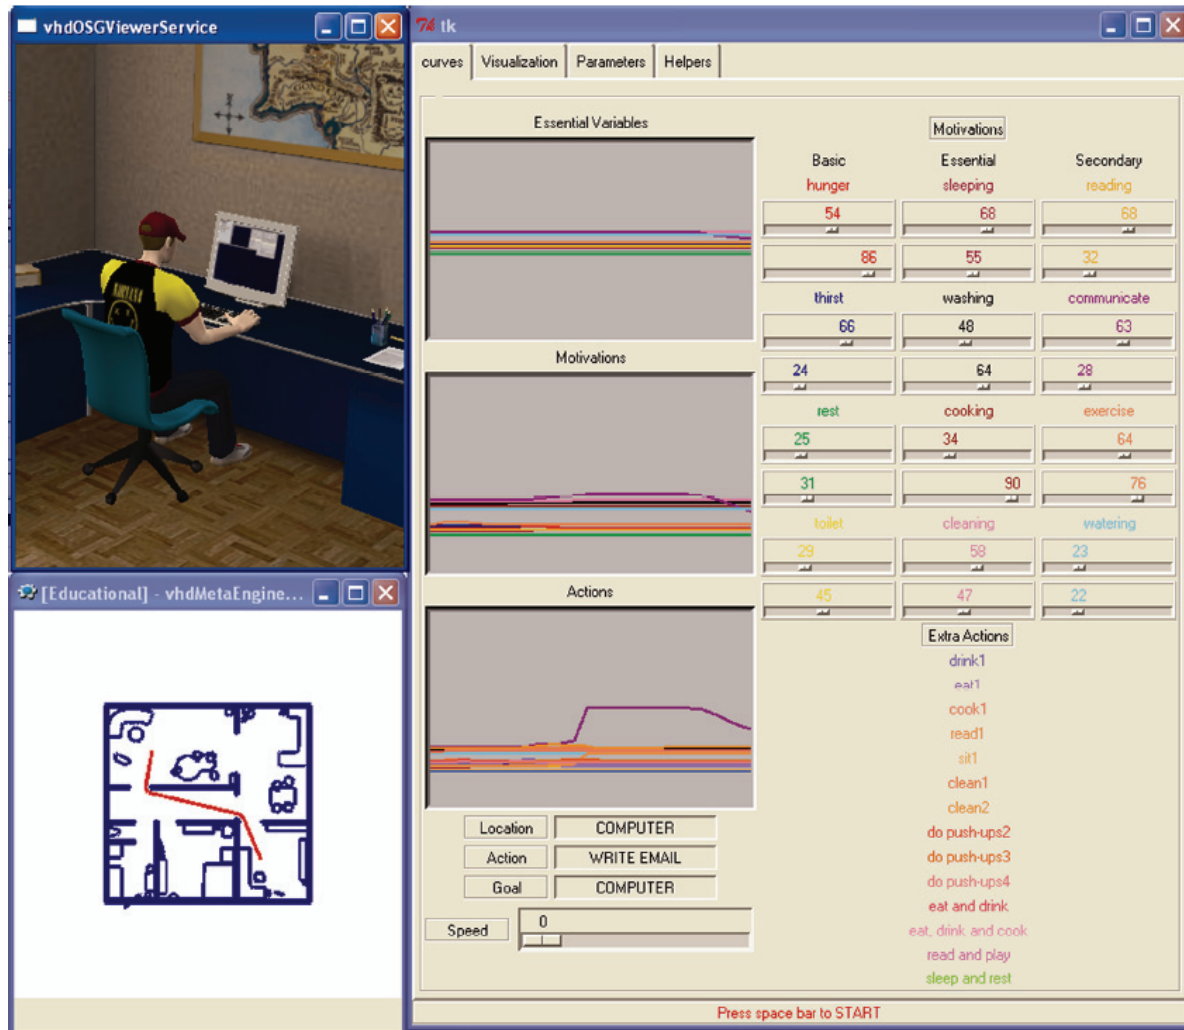 vhdOSGViewerService
NIRVANA
[Educational] - vhdMetaEngine...
tk
curves Visualization Parameters Helpers
Essential Variables
Motivations
Actions
Location COMPUTER
Action WRITE EMAIL
Goal COMPUTER
Speed 0
Motivations
Basic Essential Secondary
hunger sleeping reading
54 68 68
86 55 32
thirst washing communicate
66 48 63
24 64 28
rest cooking exercise
25 34 64
31 90 76
toilet cleaning watering
29 58 23
45 47 22
Extra Actions
drink1
eat1
cook1
read1
sit1
clean1
clean2
do push-ups2
do push-ups3
do push-ups4
eat and drink
eat, drink and cook
read and play
sleep and rest
Press space bar to START